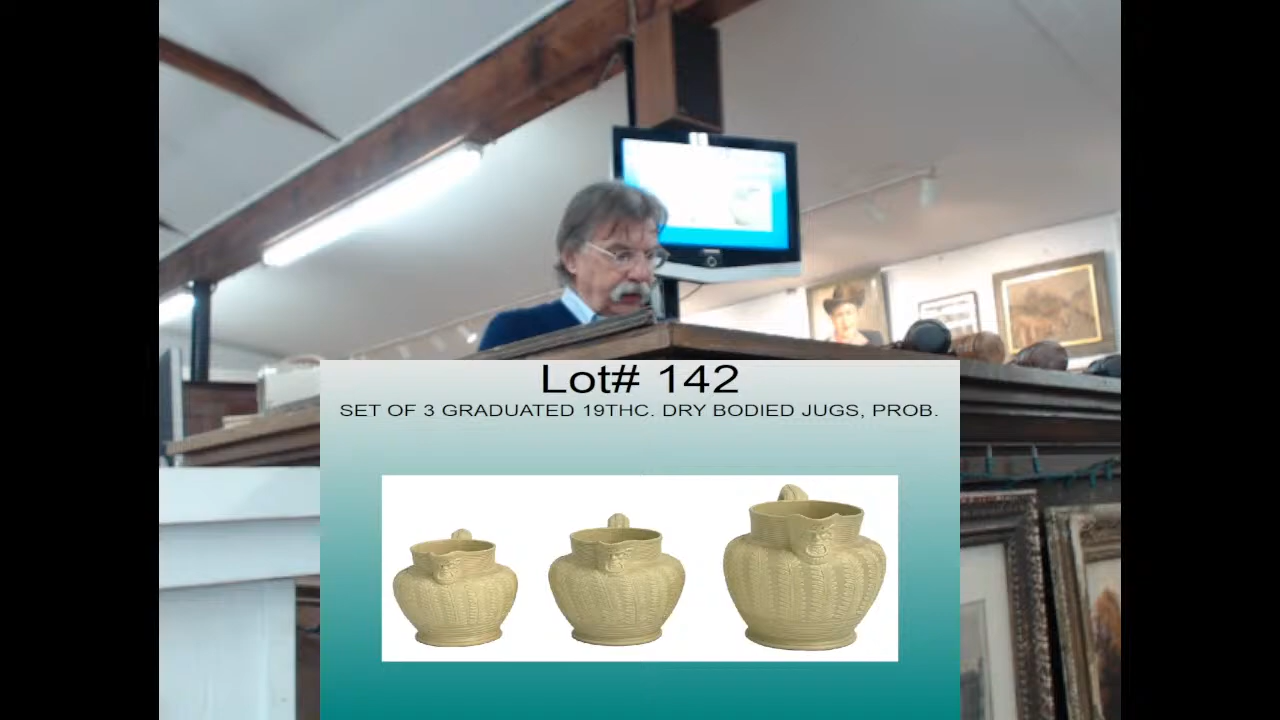 Lot# 142
SET OF 3 GRADUATED 19THC. DRY BODIED JUGS, PROB.